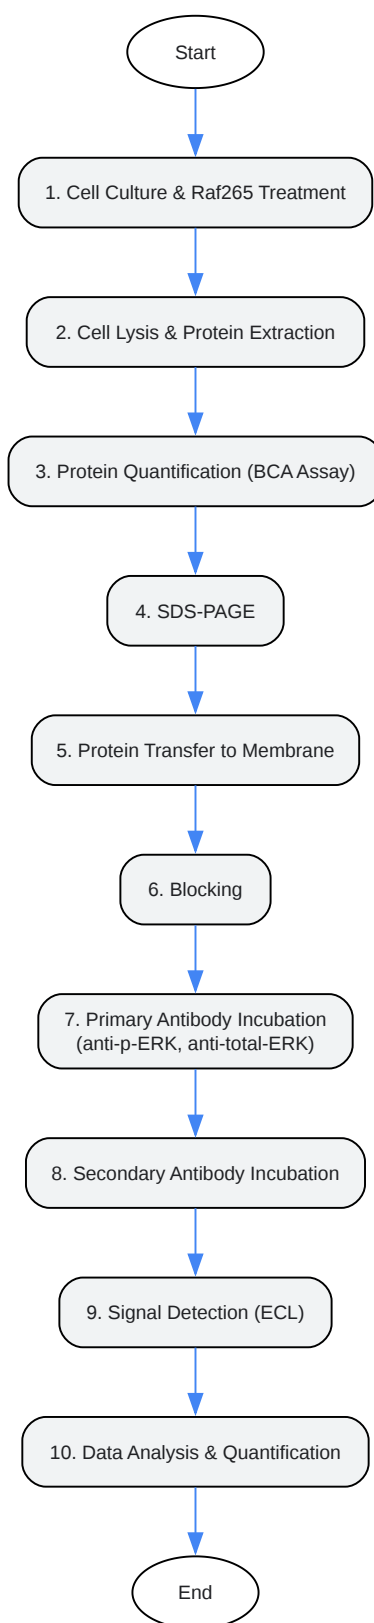 Start
1. Cell Culture & Raf265 Treatment
2. Cell Lysis & Protein Extraction
3. Protein Quantification (BCA Assay)
4. SDS-PAGE
5. Protein Transfer to Membrane
6. Blocking
7. Primary Antibody Incubation
(anti-p-ERK, anti-total-ERK)
8. Secondary Antibody Incubation
9. Signal Detection (ECL)
10. Data Analysis & Quantification
End